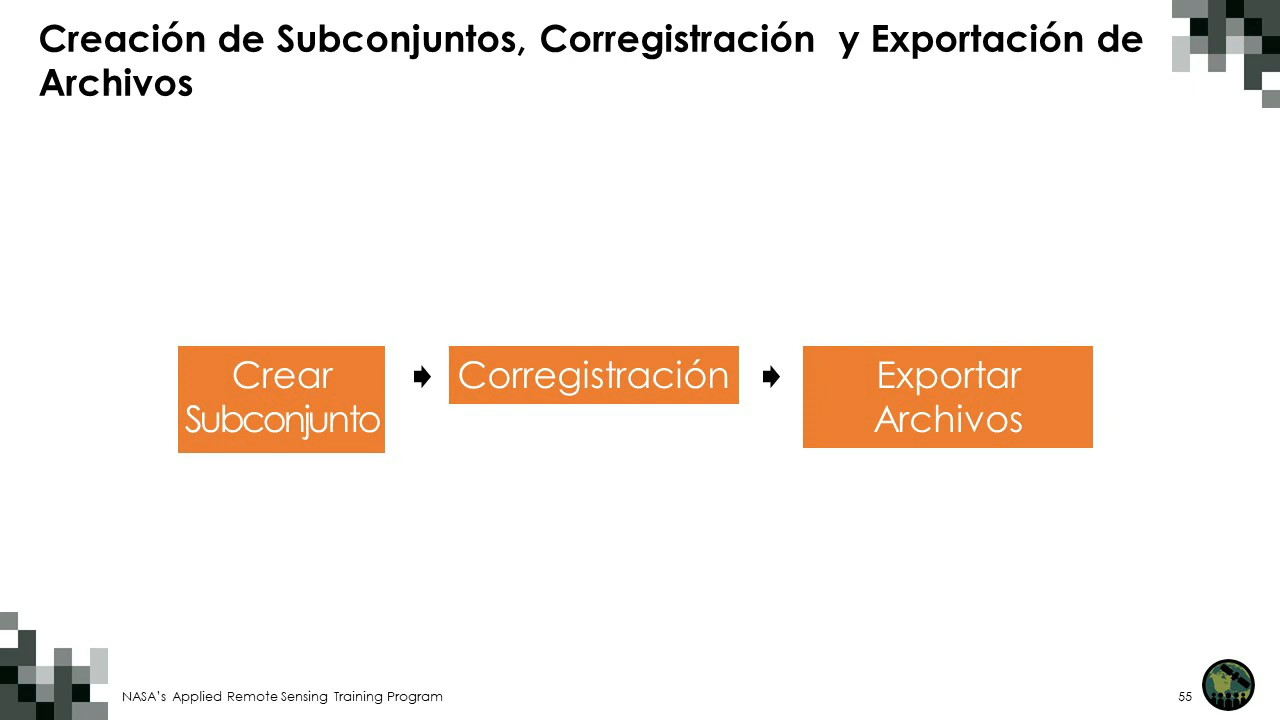 Creación de Subconjuntos, Corregistración y Exportación de
Archivos
Crear
Subconjunto
Corregistración
Exportar
Archivos
NASA's Applied Remote Sensing Training Program
55